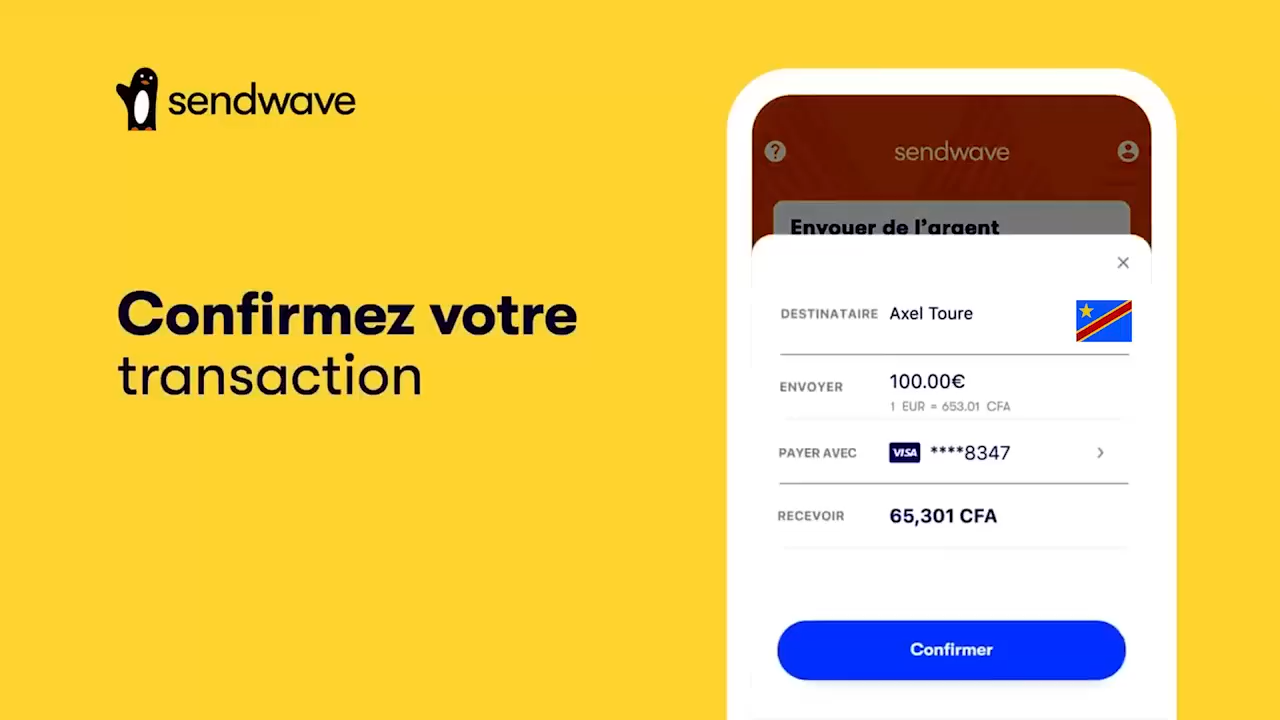 sendwave
Confirmez votre
transaction
?
sendwave
Envoyer de l'argent
×
DESTINATAIRE Axel Toure
ENVOYER 100.00€
1 EUR = 653.01 CFA
PAYER AVEC VISA ****8347 >
RECEVOIR 65,301 CFA
Confirmer